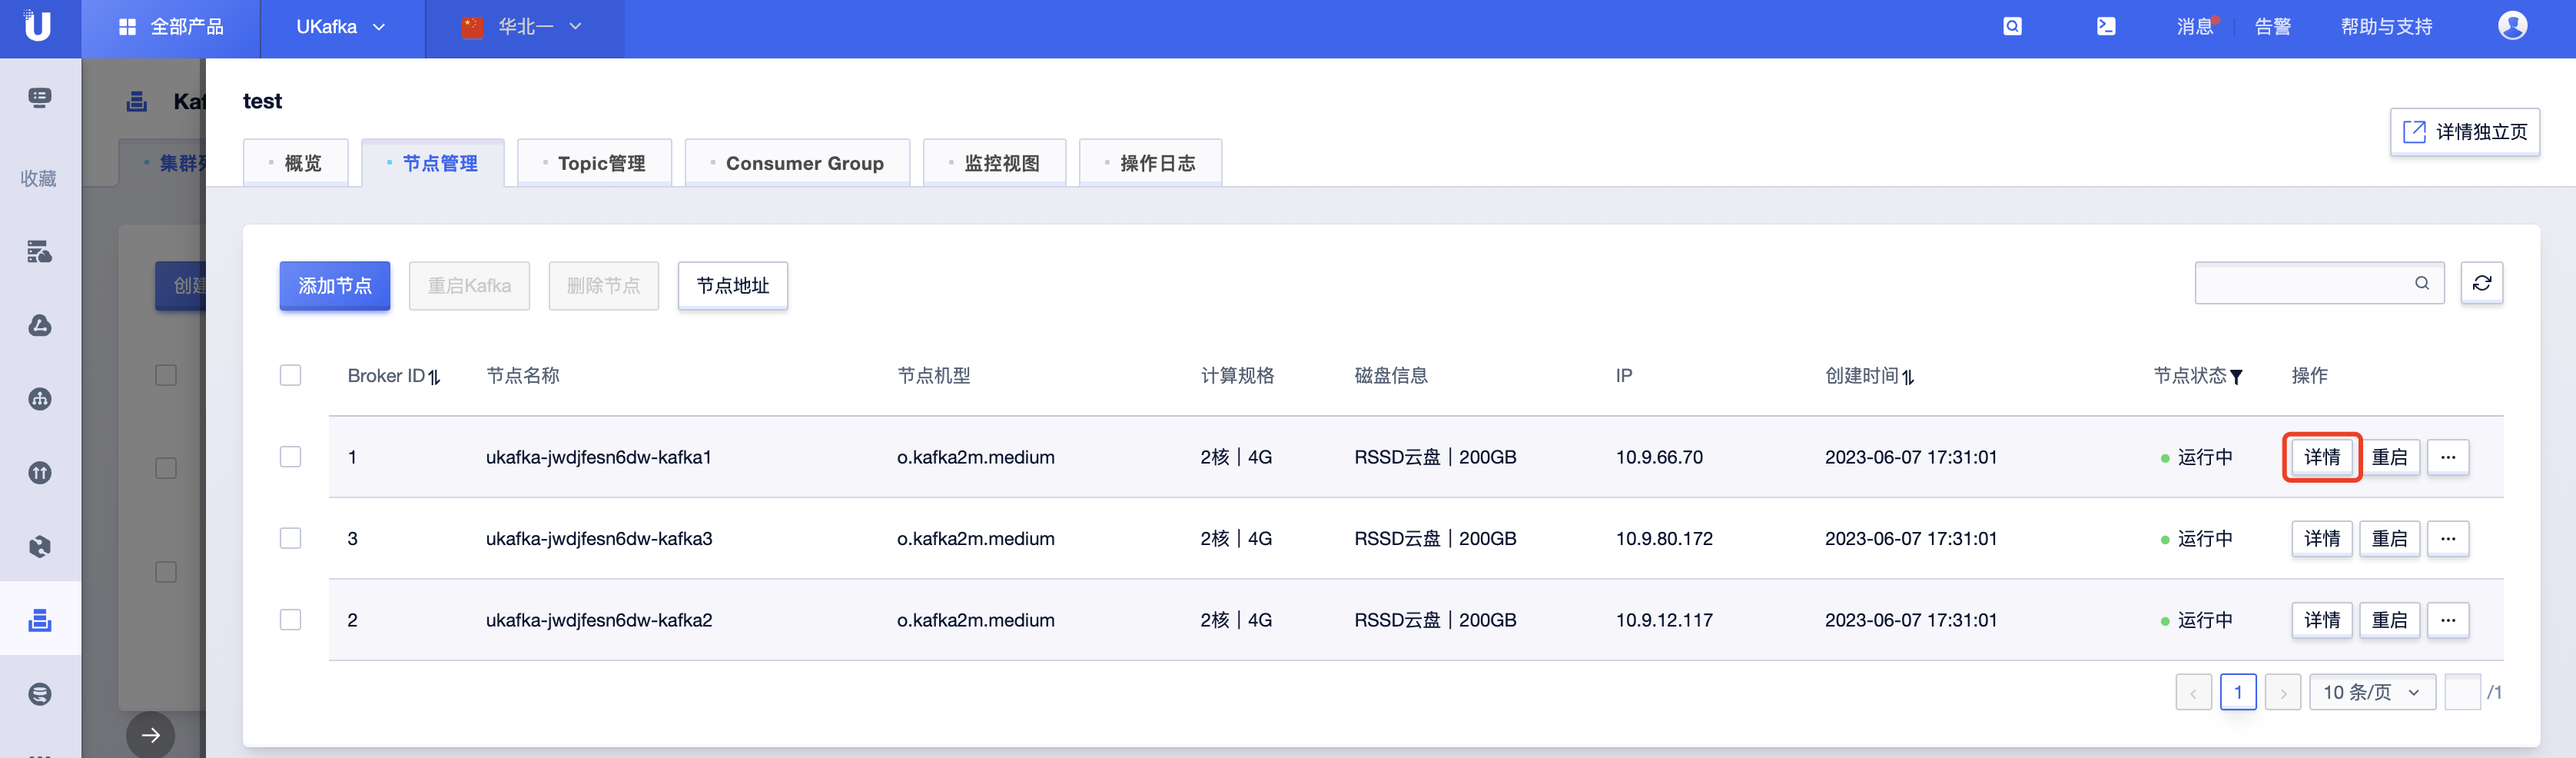 全部产品
UKafka
华北一
消息
告警
帮助与支持
收藏
test
详情独立页
概览
节点管理
Topic管理
Consumer Group
监控视图
操作日志
添加节点
重启Kafka
删除节点
节点地址
Broker ID 节点名称 节点机型 计算规格 磁盘信息 IP 创建时间 节点状态 操作
1 ukafka-jwdjfesn6dw-kafka1 o.kafka2m.medium 2核｜4G RSSD云盘｜200GB 10.9.66.70 2023-06-07 17:31:01 运行中 详情 重启 ···
3 ukafka-jwdjfesn6dw-kafka3 o.kafka2m.medium 2核｜4G RSSD云盘｜200GB 10.9.80.172 2023-06-07 17:31:01 运行中 详情 重启 ···
2 ukafka-jwdjfesn6dw-kafka2 o.kafka2m.medium 2核｜4G RSSD云盘｜200GB 10.9.12.117 2023-06-07 17:31:01 运行中 详情 重启 ···
1 10 条/页 /1